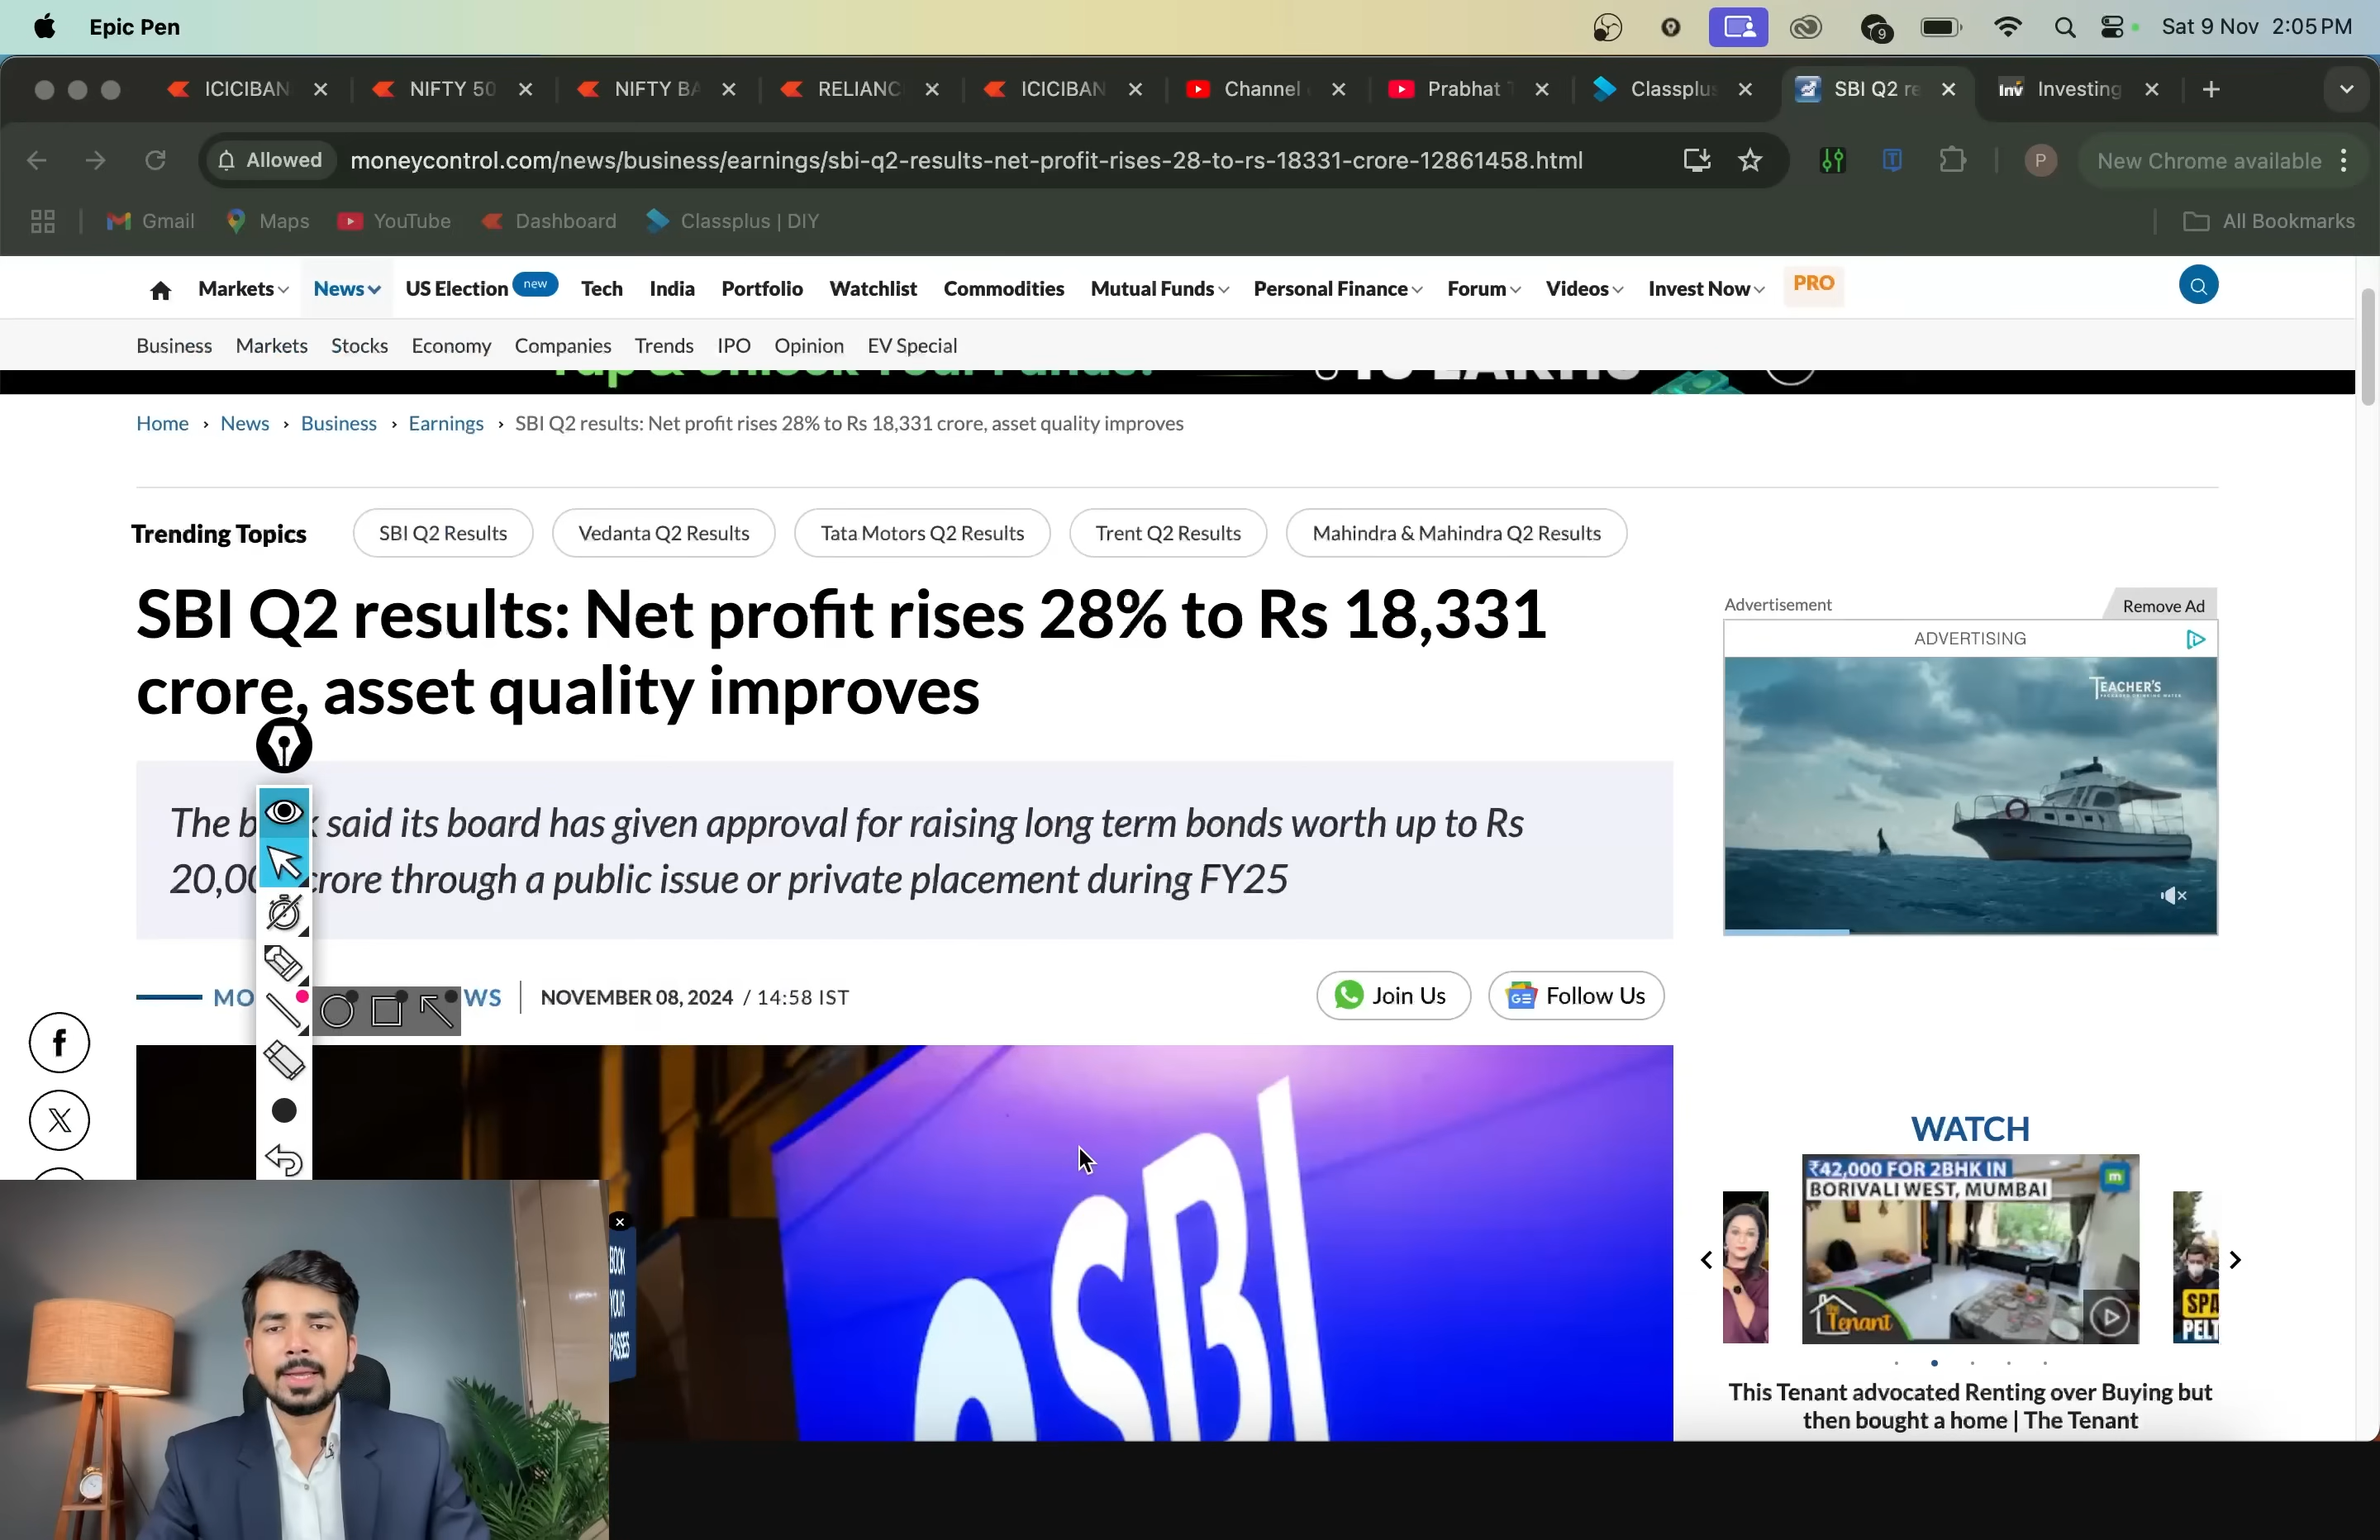 Epic Pen
9
Sat 9 Nov 2:05 PM
ICICIBAN
NIFTY 50
NIFTY BA
RELIANC
ICICIBAN
Channel
Prabhat
Classplus
SBI Q2 re
Inv Investing
Allowed
moneycontrol.com/news/business/earnings/sbi-q2-results-net-profit-rises-28-to-rs-18331-crore-12861458.html
P
New Chrome available
Gmail
Maps
YouTube
Dashboard
Classplus | DIY
All Bookmarks
Markets
News
US Election
new
Tech
India
Portfolio
Watchlist
Commodities
Mutual Funds
Personal Finance
Forum
Videos
Invest Now
PRO
Business
Markets
Stocks
Economy
Companies
Trends
IPO
Opinion
EV Special
Home › News › Business › Earnings › SBI Q2 results: Net profit rises 28% to Rs 18,331 crore, asset quality improves
Trending Topics
SBI Q2 Results
Vedanta Q2 Results
Tata Motors Q2 Results
Trent Q2 Results
Mahindra & Mahindra Q2 Results
SBI Q2 results: Net profit rises 28% to Rs 18,331
crore, asset quality improves
The said its board has given approval for raising long term bonds worth up to Rs
crore through a public issue or private placement during FY25
NOVEMBER 08, 2024 / 14:58 IST
Join Us
GE Follow Us
SBI
Advertisement
Remove Ad
ADVERTISING
TEACHER'S
WATCH
₹42,000 FOR 2BHK IN
BORIVALI WEST, MUMBAI
m
the Tenant
SPA
PELT
This Tenant advocated Renting over Buying but
then bought a home | The Tenant
BOOK
YOUR
PASSES